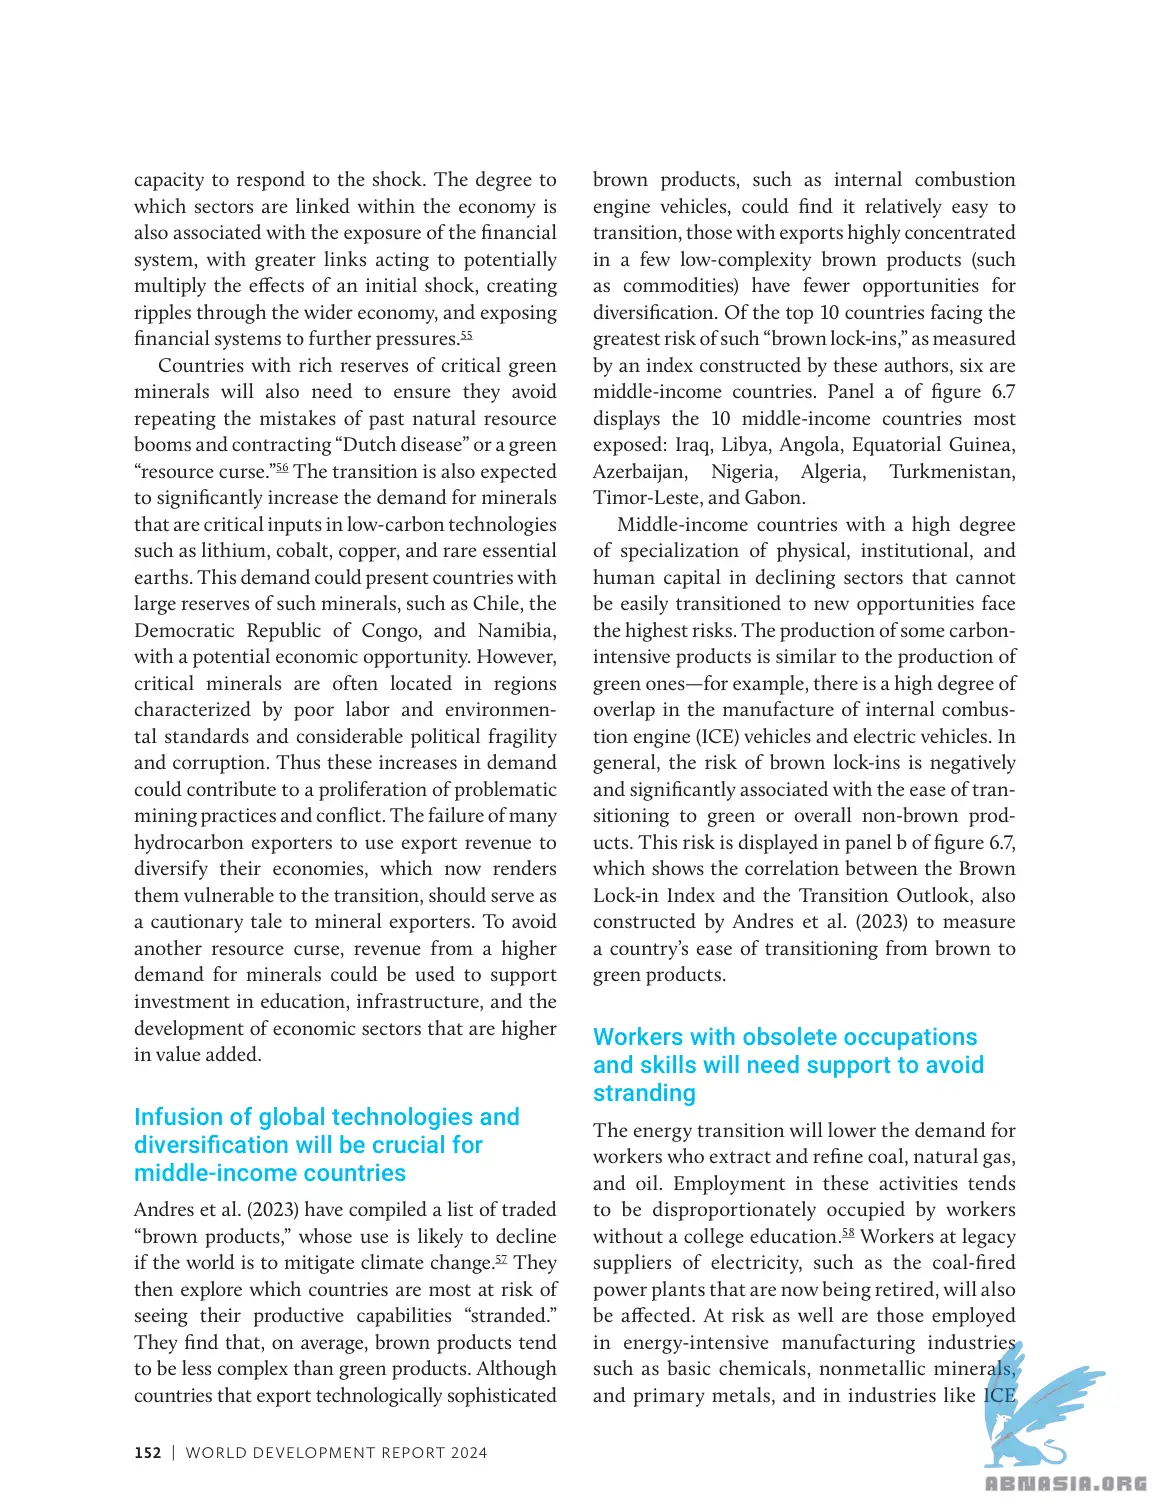 capacity to respond to the shock. The degree to
which sectors are linked within the economy is
also associated with the exposure of the financial
system, with greater links acting to potentially
multiply the effects of an initial shock, creating
ripples through the wider economy, and exposing
financial systems to further pressures.55
Countries with rich reserves of critical green
minerals will also need to ensure they avoid
repeating the mistakes of past natural resource
booms and contracting “Dutch disease” or a green
“resource curse.”56 The transition is also expected
to significantly increase the demand for minerals
that are critical inputs in low-carbon technologies
such as lithium, cobalt, copper, and rare essential
earths. This demand could present countries with
large reserves of such minerals, such as Chile, the
Democratic Republic of Congo, and Namibia,
with a potential economic opportunity. However,
critical minerals are often located in regions
characterized by poor labor and environmen-
tal standards and considerable political fragility
and corruption. Thus these increases in demand
could contribute to a proliferation of problematic
mining practices and conflict. The failure of many
hydrocarbon exporters to use export revenue to
diversify their economies, which now renders
them vulnerable to the transition, should serve as
a cautionary tale to mineral exporters. To avoid
another resource curse, revenue from a higher
demand for minerals could be used to support
investment in education, infrastructure, and the
development of economic sectors that are higher
in value added.
Infusion of global technologies and
diversification will be crucial for
middle-income countries
Andres et al. (2023) have compiled a list of traded
“brown products,” whose use is likely to decline
if the world is to mitigate climate change.57 They
then explore which countries are most at risk of
seeing their productive capabilities “stranded.”
They find that, on average, brown products tend
to be less complex than green products. Although
countries that export technologically sophisticated
brown products, such as internal combustion
engine vehicles, could find it relatively easy to
transition, those with exports highly concentrated
in a few low-complexity brown products (such
as commodities) have fewer opportunities for
diversification. Of the top 10 countries facing the
greatest risk of such “brown lock-ins,” as measured
by an index constructed by these authors, six are
middle-income countries. Panel a of figure 6.7
displays the 10 middle-income countries most
exposed: Iraq, Libya, Angola, Equatorial Guinea,
Azerbaijan, Nigeria, Algeria, Turkmenistan,
Timor-Leste, and Gabon.
Middle-income countries with a high degree
of specialization of physical, institutional, and
human capital in declining sectors that cannot
be easily transitioned to new opportunities face
the highest risks. The production of some carbon-
intensive products is similar to the production of
green ones—for example, there is a high degree of
overlap in the manufacture of internal combus-
tion engine (ICE) vehicles and electric vehicles. In
general, the risk of brown lock-ins is negatively
and significantly associated with the ease of tran-
sitioning to green or overall non-brown prod-
ucts. This risk is displayed in panel b of figure 6.7,
which shows the correlation between the Brown
Lock-in Index and the Transition Outlook, also
constructed by Andres et al. (2023) to measure
a country’s ease of transitioning from brown to
green products.
Workers with obsolete occupations
and skills will need support to avoid
stranding
The energy transition will lower the demand for
workers who extract and refine coal, natural gas,
and oil. Employment in these activities tends
to be disproportionately occupied by workers
without a college education.58 Workers at legacy
suppliers of electricity, such as the coal-fired
power plants that are now being retired, will also
be affected. At risk as well are those employed
in energy-intensive manufacturing industries
such as basic chemicals, nonmetallic minerals,
and primary metals, and in industries like ICE
152 | WORLD DEVELOPMENT REPORT 2024
ABNASIA.ORG